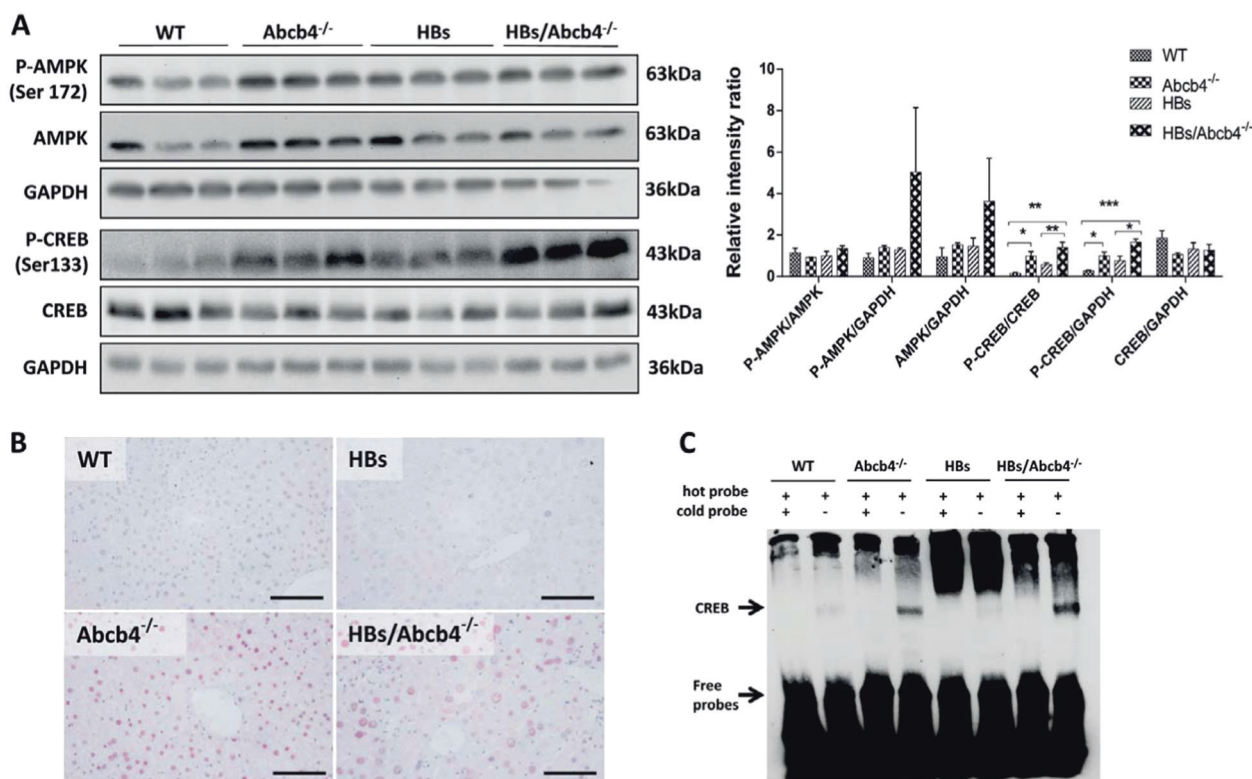 A
WT Abcb4-/- HBs HBs/Abcb4-/-
P-AMPK
(Ser 172)
63kDa
AMPK
63kDa
GAPDH
36kDa
P-CREB
(Ser133)
43kDa
CREB
43kDa
GAPDH
36kDa
WT
Abcb4-/-
HBs
HBs/Abcb4-/-
Relative intensity ratio
10
8
6
4
2
0
** ***
* ** * *
P-AMPK/AMPK
P-AMPK/GAPDH
AMPK/GAPDH
P-CREB/CREB
P-CREB/GAPDH
CREB/GAPDH
B
WT
HBs
Abcb4-/-
HBs/Abcb4-/-
C
WT Abcb4-/- HBs HBs/Abcb4-/-
hot probe + + + + + + + +
cold probe + - + - + - + -
CREB
Free
probes